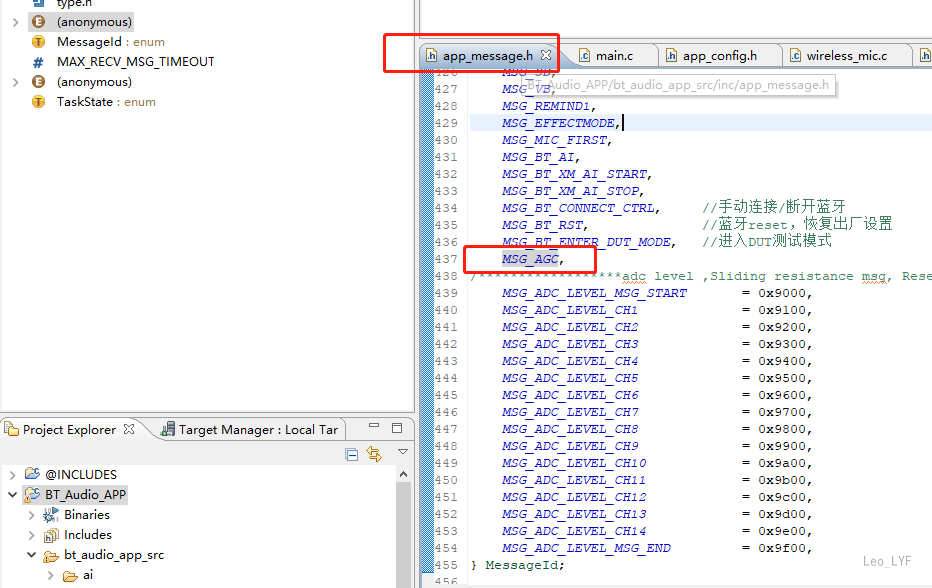 type.h
(anonymous)
MessageId : enum
MAX_RECV_MSG_TIMEOUT
(anonymous)
TaskState : enum
Project Explorer
Target Manager : Local Tar
@INCLUDES
BT_Audio_APP
Binaries
Includes
bt_audio_app_src
ai
app_message.h
main.c
app_config.h
wireless_mic.c
BT_Audio_APP/bt_audio_app_src/inc/app_message.h
427 MSG_VB,
428 MSG_REMIND1,
429 MSG_EFFECTMODE,
430 MSG_MIC_FIRST,
431 MSG_BT_AI,
432 MSG_BT_XM_AI_START,
433 MSG_BT_XM_AI_STOP,
434 MSG_BT_CONNECT_CTRL, //手动连接/断开蓝牙
435 MSG_BT_RST, //蓝牙reset，恢复出厂设置
436 MSG_BT_ENTER_DUT_MODE, //进入DUT测试模式
437 MSG_AGC,
438 /******************adc level ,Sliding resistance msg, Rese
439 MSG_ADC_LEVEL_MSG_START = 0x9000,
440 MSG_ADC_LEVEL_CH1 = 0x9100,
441 MSG_ADC_LEVEL_CH2 = 0x9200,
442 MSG_ADC_LEVEL_CH3 = 0x9300,
443 MSG_ADC_LEVEL_CH4 = 0x9400,
444 MSG_ADC_LEVEL_CH5 = 0x9500,
445 MSG_ADC_LEVEL_CH6 = 0x9600,
446 MSG_ADC_LEVEL_CH7 = 0x9700,
447 MSG_ADC_LEVEL_CH8 = 0x9800,
448 MSG_ADC_LEVEL_CH9 = 0x9900,
449 MSG_ADC_LEVEL_CH10 = 0x9a00,
450 MSG_ADC_LEVEL_CH11 = 0x9b00,
451 MSG_ADC_LEVEL_CH12 = 0x9c00,
452 MSG_ADC_LEVEL_CH13 = 0x9d00,
453 MSG_ADC_LEVEL_CH14 = 0x9e00,
454 MSG_ADC_LEVEL_MSG_END = 0x9f00,
455 } MessageId;
456
Leo_LYF